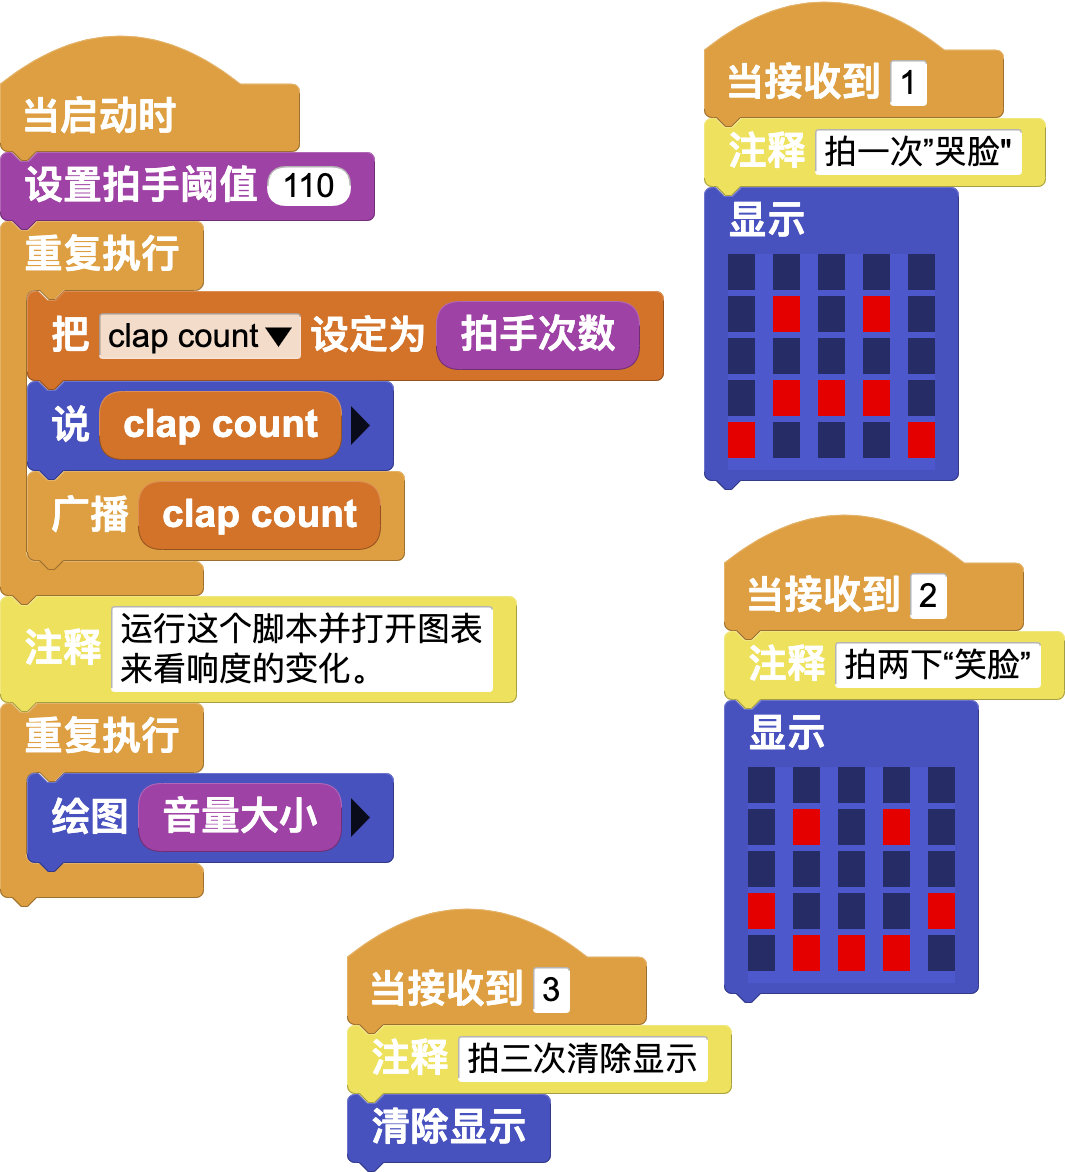 当启动时
设置拍手阈值 110
重复执行
把 clap count 设定为 拍手次数
说 clap count
广播 clap count
注释 运行这个脚本并打开图表
来看响度的变化。
重复执行
绘图 音量大小
当接收到 1
注释 拍一次”哭脸"
显示
当接收到 2
注释 拍两下“笑脸”
显示
当接收到 3
注释 拍三次清除显示
清除显示